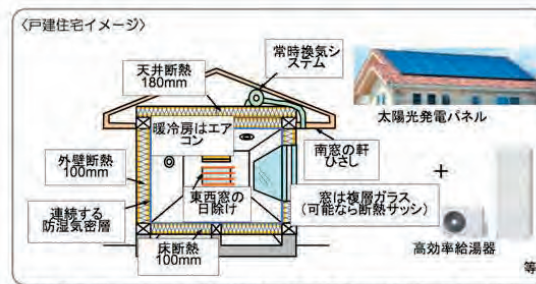 〈戸建住宅イメージ〉
常時換気シ
ステム
天井断熱
180mm
暖冷房はエア
コン
太陽光発電パネル
南窓の軒
ひさし
外壁断熱
100mm
+
東西窓の
日除け
窓は複層ガラス
(可能なら断熱サッシ)
連続する
防湿気密層
床断熱
100mm
高効率給湯器
等